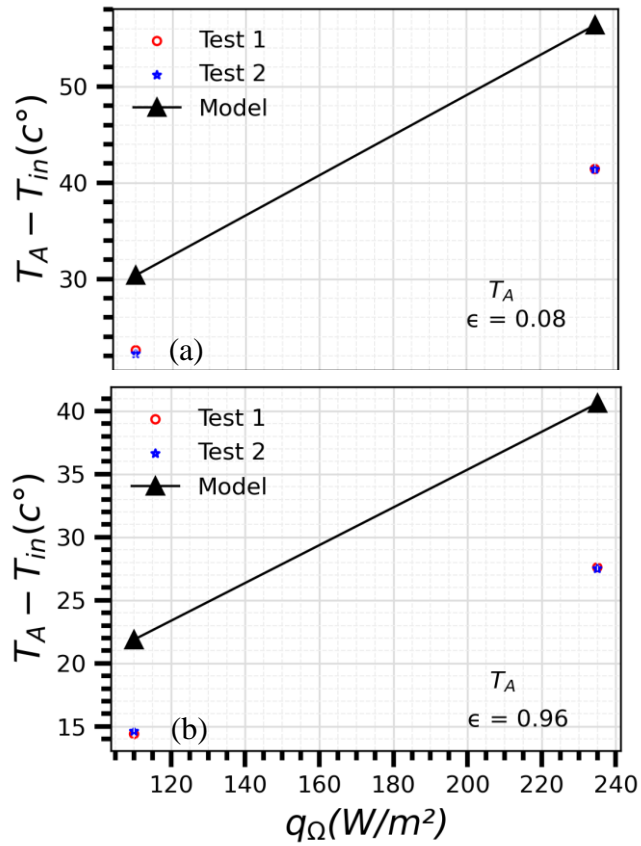 Test 1
Test 2
Model
50
40
30
T_A − T_in(c°)
T_A
ϵ = 0.08
(a)
Test 1
Test 2
Model
40
35
30
25
20
15
T_A − T_in(c°)
T_A
ϵ = 0.96
(b)
120 140 160 180 200 220 240
q_Ω(W/m²)